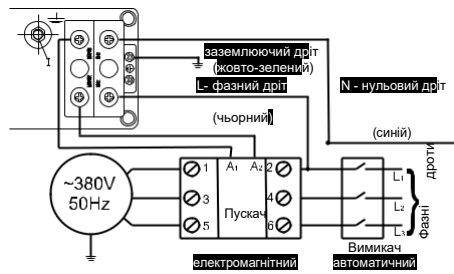 заземлюючий дріт
(жовто-зелений)
L- фазний дріт
N - нульовий дріт
(чорний)
(синій)
1
A1
A2
2
L1
~380V
50Hz
3
Пускач
4
L2
5
6
L3
Фазні
дроти
Вимикач
електромагнітний
автоматичний